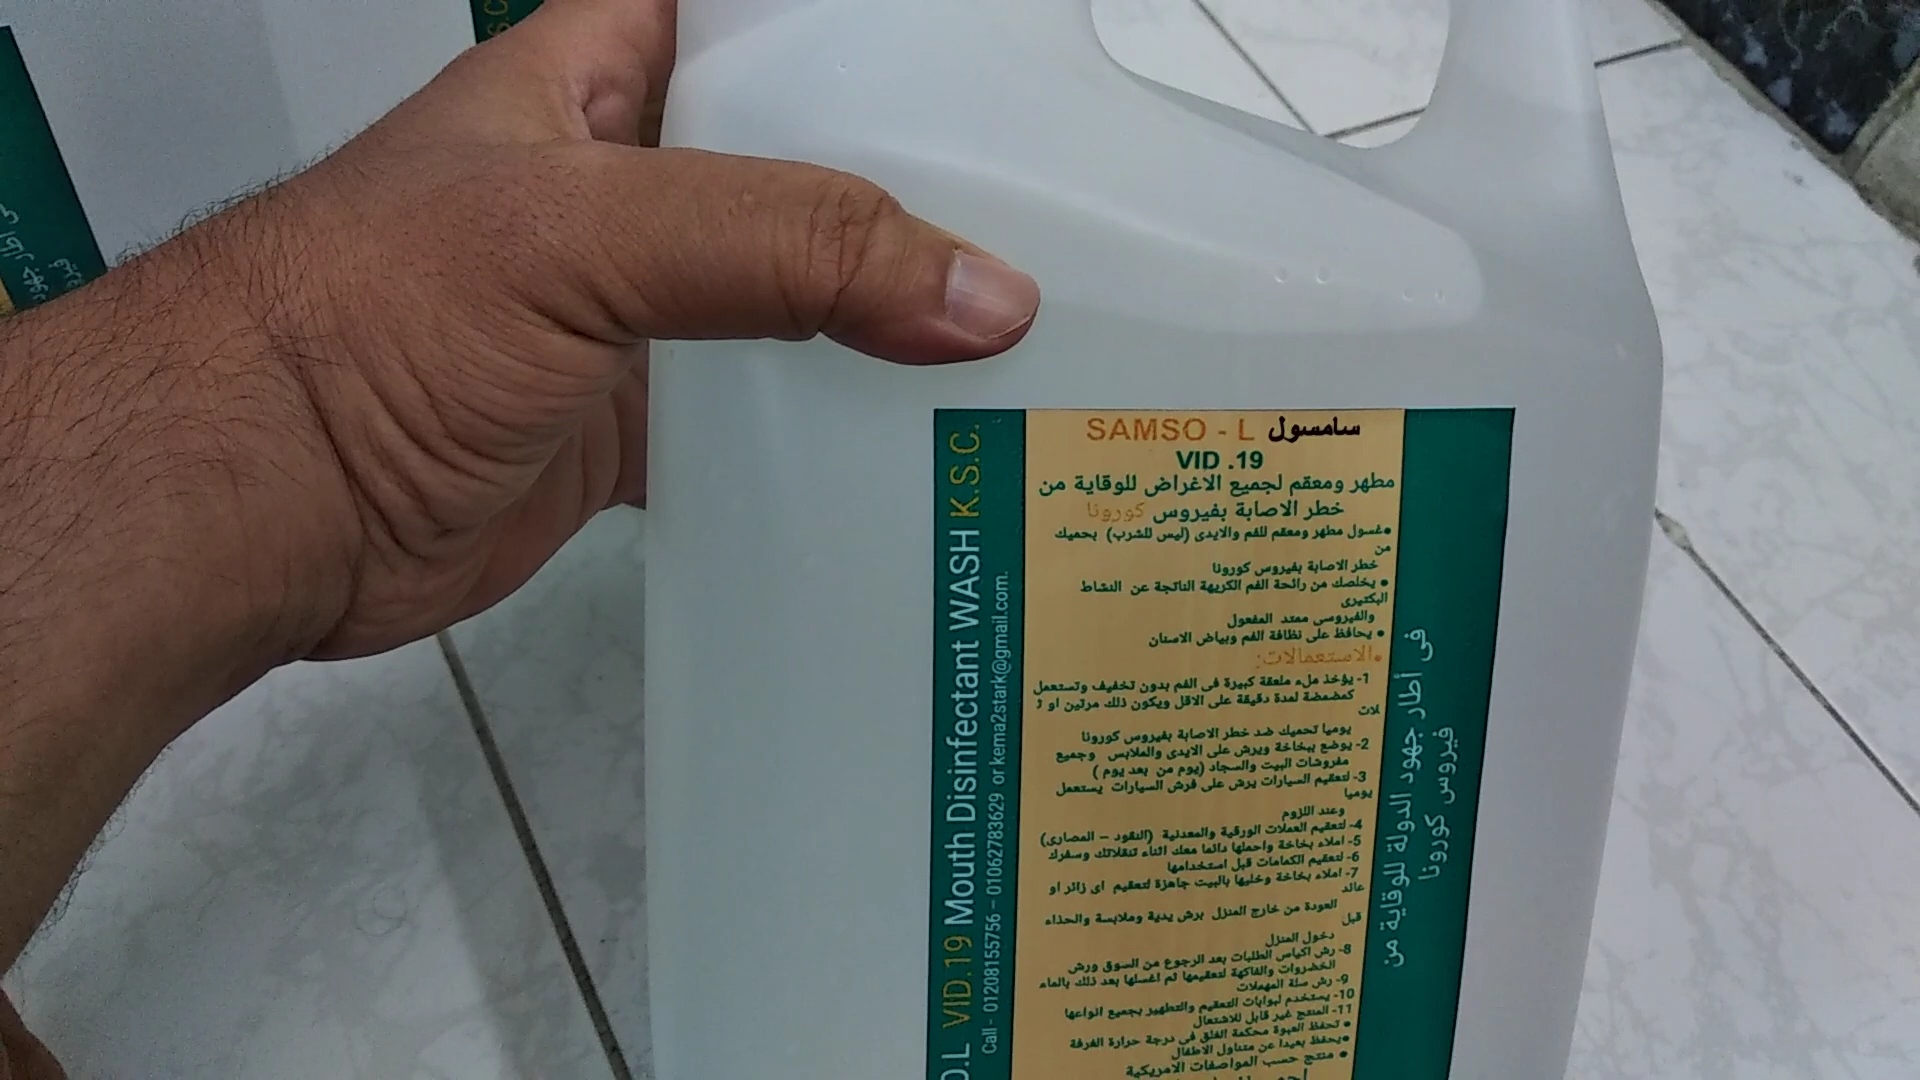 SAMSO - L سامسول
VID .19
مطهر ومعقم لجميع الاغراض للوقاية من
خطر الاصابة بفيروس كورونا
•غسول مطهر ومعقم للفم والايدى (ليس للشرب) يحميك
من
خطر الاصابة بفيروس كورونا
• يخلصك من رائحة الفم الكريهة الناتجة عن النشاط
البكتيرى
والفيروسى ممتد المفعول
• يحافظ على نظافة الفم وبياض الاسنان
•الاستعمالات:
1- يؤخذ ملء ملعقة كبيرة فى الفم بدون تخفيف وتستعمل
كمضمضة لمدة دقيقة على الاقل ويكون ذلك مرتين او ث
لاث
يوميا تحميك ضد خطر الاصابة بفيروس كورونا
2- يوضع ببخاخة ويرش على الايدى والملابس وجميع
مفروشات البيت والسجاد (يوم من بعد يوم )
3- لتعقيم السيارات يرش على فرش السيارات يستعمل
يوميا
وعند اللزوم
4- لتعقيم العملات الورقية والمعدنية (النقود – المصارى)
5- املاء بخاخة واحملها دائما معك اثناء تنقلاتك وسفرك
6- لتعقيم الكمامات قبل استخدامها
7- املاء بخاخة وخليها بالبيت جاهزة لتعقيم اى زائر او
عائد
العودة من خارج المنزل برش يدية وملابسة والحذاء
قبل
دخول المنزل
8- رش اكياس الطلبات بعد الرجوع من السوق ورش
الخضروات والفاكهة لتعقيمها ثم اغسلها بعد ذلك بالماء
9- رش سلة المهملات
10- يستخدم لبوابات التعقيم والتطهير بجميع انواعها
11- المنتج غير قابل للاشتعال
• تحفظ العبوة محكمة الغلق فى درجة حرارة الغرفة
•يحفظ بعيدا عن متناول الاطفال
• منتج حسب المواصفات الامريكية
O.L VID.19 Mouth Disinfectant WASH K.S.C.
Call - 01208155756 – 01062783629 or kema2stark@gmail.com.
فى أطار جهود الدولة للوقاية من
فيروس كورونا
S.C
فى اطار جهود